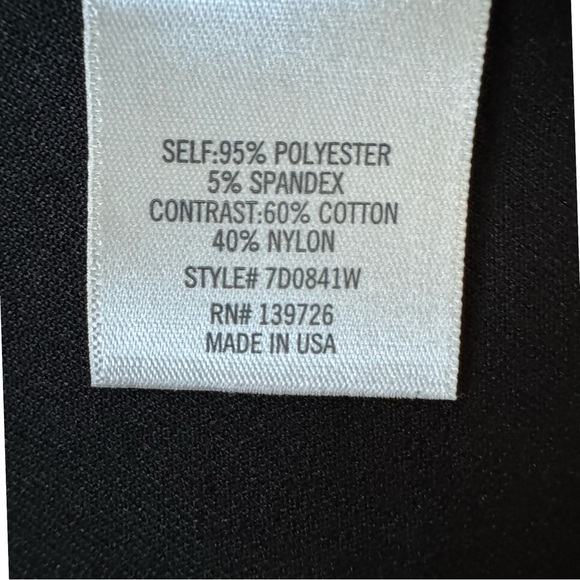 SELF:95% POLYESTER
5% SPANDEX
CONTRAST:60% COTTON
40% NYLON
STYLE# 7D0841W
RN# 139726
MADE IN USA